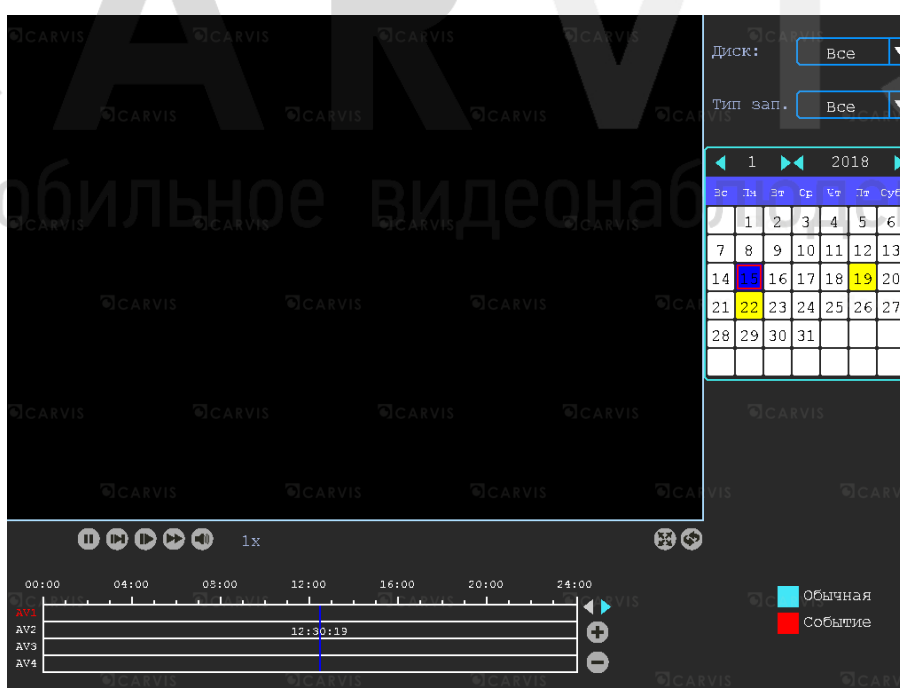 CARVIS
мобильное видеонаблюдение
Диск: Все
Тип зап. Все
1 2018
Вс Пн Вт Ср Чт Пт Суб
1 2 3 4 5 6
7 8 9 10 11 12 13
14 15 16 17 18 19 20
21 22 23 24 25 26 27
28 29 30 31
1x
00:00 04:00 08:00 12:00 16:00 20:00 24:00
AV1
AV2 12:30:19
AV3
AV4
Обычная
Событие